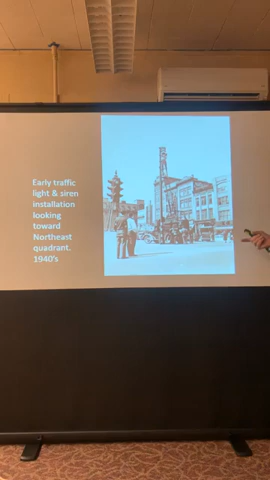 Early traffic
light & siren
installation
looking
toward
Northeast
quadrant.
1940's